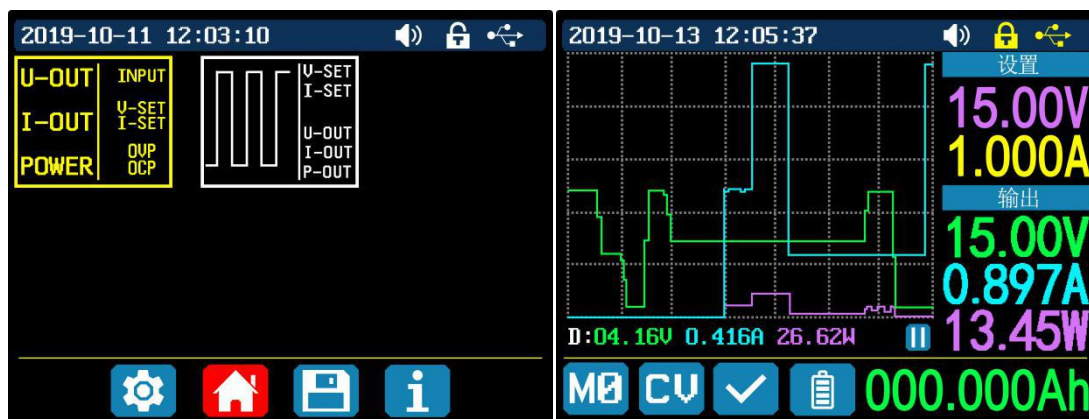 2019-10-11 12:03:10
U-OUT
I-OUT
POWER
INPUT
V-SET
I-SET
OVP
OCP
V-SET
I-SET
U-OUT
I-OUT
P-OUT
i
2019-10-13 12:05:37
设置
15.00V
1.000A
输出
15.00V
0.897A
13.45W
D:04.16V 0.416A 26.62W
M0 CV 000.000Ah